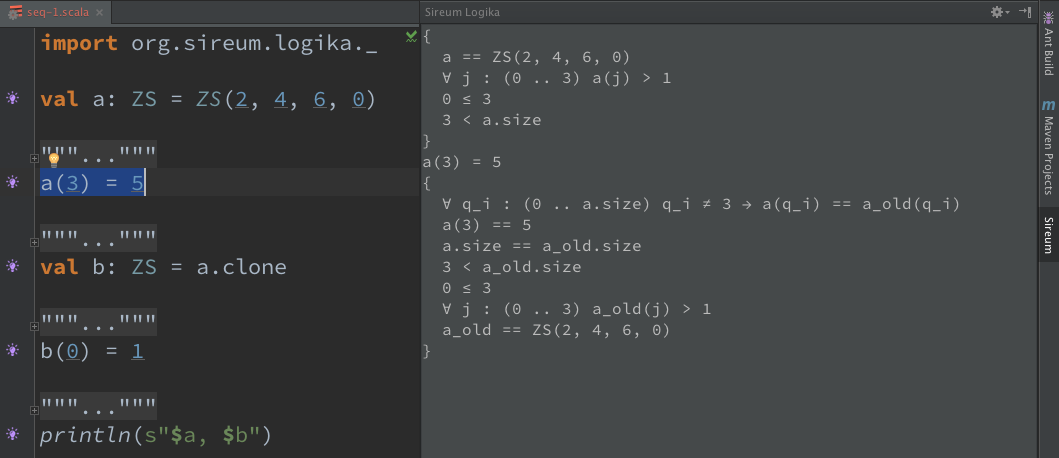 seq-1.scala ×
import org.sireum.logika._
val a: ZS = ZS(2, 4, 6, 0)
"""..."""
a(3) = 5
"""..."""
val b: ZS = a.clone
"""..."""
b(0) = 1
"""..."""
println(s"$a, $b")
Sireum Logika
{
a == ZS(2, 4, 6, 0)
∀ j : (0 .. 3) a(j) > 1
0 ≤ 3
3 < a.size
}
a(3) = 5
{
∀ q_i : (0 .. a.size) q_i ≠ 3 → a(q_i) == a_old(q_i)
a(3) == 5
a.size == a_old.size
3 < a_old.size
0 ≤ 3
∀ j : (0 .. 3) a_old(j) > 1
a_old == ZS(2, 4, 6, 0)
}
Ant Build
m Maven Projects
Sireum